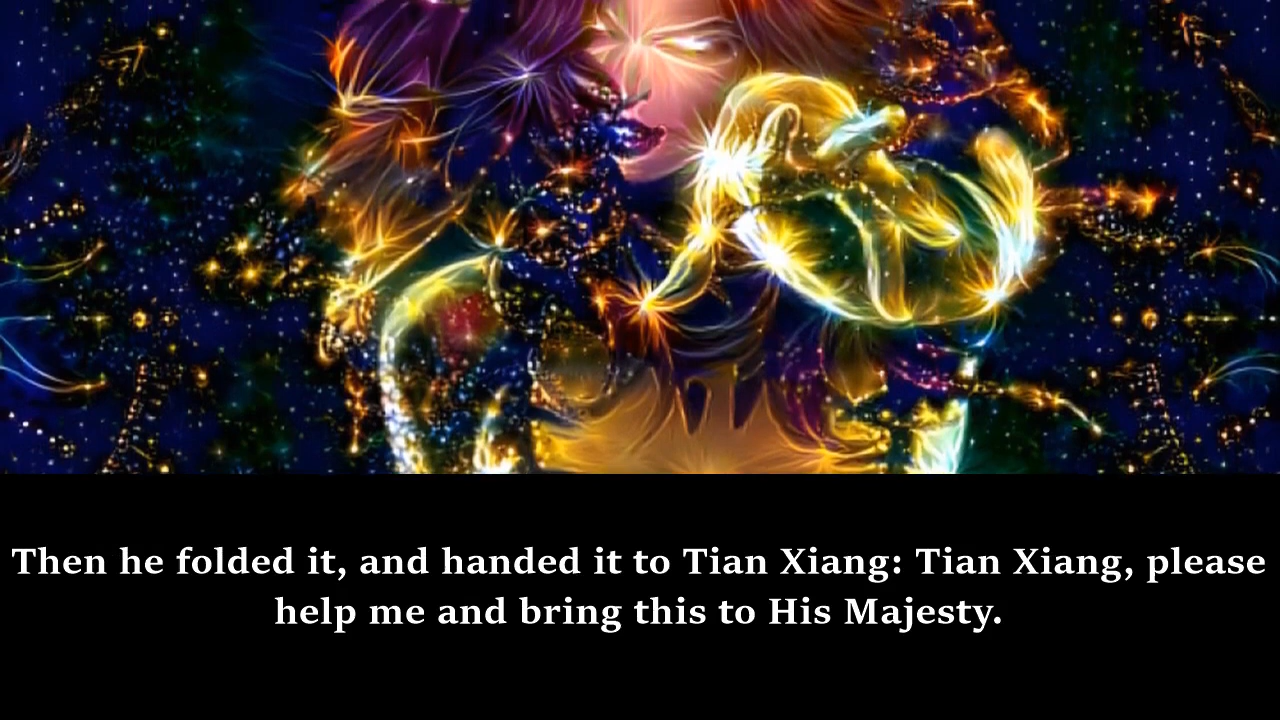 Then he folded it, and handed it to Tian Xiang: Tian Xiang, please
help me and bring this to His Majesty.